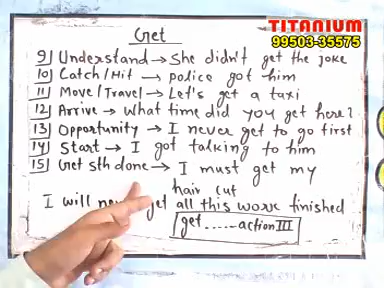 TITANIUM
99503-35575
Get
9) Understand → She didn't get the joke
10) Catch/Hit → police got him
11) Move/Travel → Let's get a taxi
12) Arrive → What time did you get here?
13) Opportunity → I never get to go first
14) Start → I got talking to him
15) Get sth done → I must get my
hair cut
I will get all this work finished
get ...... action III